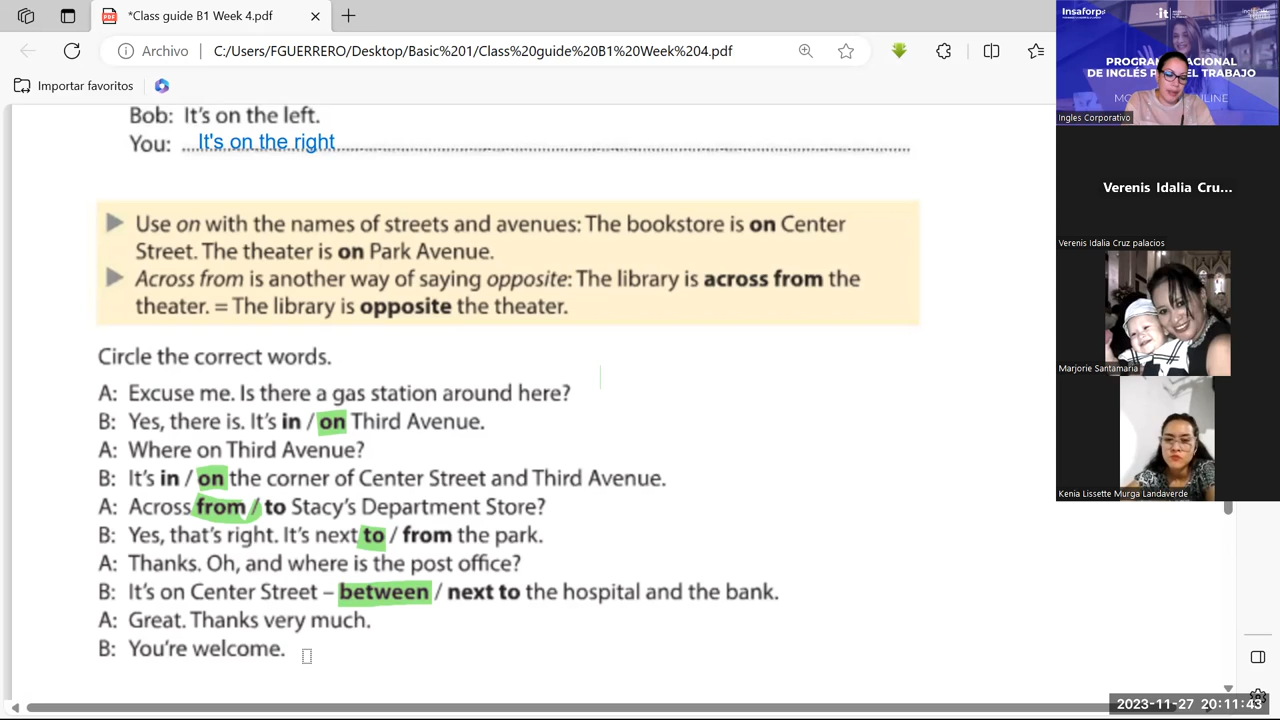 *Class guide B1 Week 4.pdf
Archivo
C:/Users/FGUERRERO/Desktop/Basic%201/Class%20guide%20B1%20Week%204.pdf
Importar favoritos
Bob: It's on the left.
You: It's on the right
Use on with the names of streets and avenues: The bookstore is on Center
Street. The theater is on Park Avenue.
Across from is another way of saying opposite: The library is across from the
theater. = The library is opposite the theater.
Circle the correct words.
A: Excuse me. Is there a gas station around here?
B: Yes, there is. It's in / on Third Avenue.
A: Where on Third Avenue?
B: It's in / on the corner of Center Street and Third Avenue.
A: Across from / to Stacy's Department Store?
B: Yes, that's right. It's next to / from the park.
A: Thanks. Oh, and where is the post office?
B: It's on Center Street – between / next to the hospital and the bank.
A: Great. Thanks very much.
B: You're welcome.
Insaforp
Ingles Corporativo
Verenis Idalia Cru...
Verenis Idalia Cruz palacios
Marjorie Santamaria
Kenia Lissette Murga Landaverde
2023-11-27 20:11:43